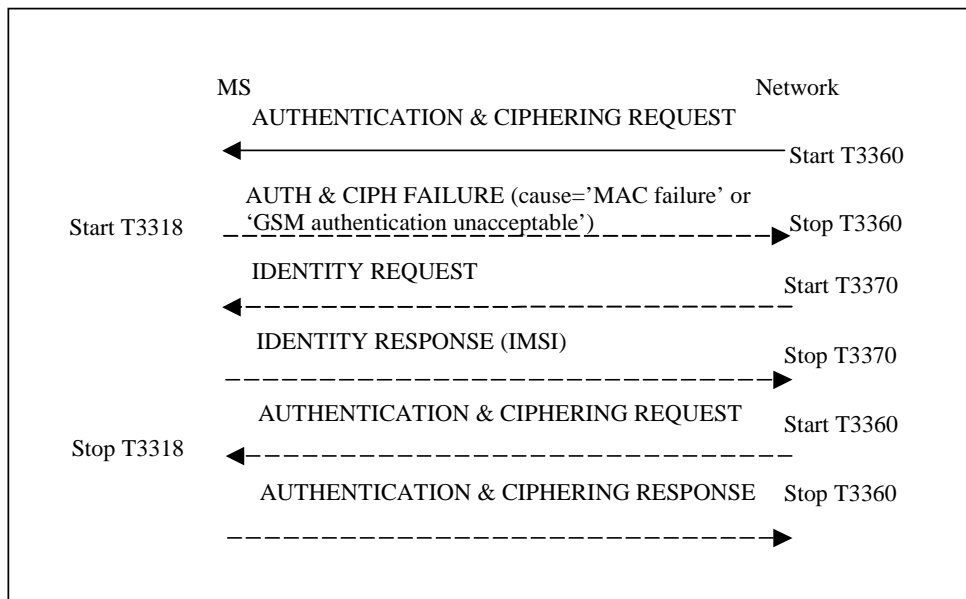 MS
Network
AUTHENTICATION & CIPHERING REQUEST
Start T3360
AUTH & CIPH FAILURE (cause=’MAC failure’ or
‘GSM authentication unacceptable’)
Start T3318
Stop T3360
IDENTITY REQUEST
Start T3370
IDENTITY RESPONSE (IMSI)
Stop T3370
AUTHENTICATION & CIPHERING REQUEST
Start T3360
Stop T3318
AUTHENTICATION & CIPHERING RESPONSE
Stop T3360